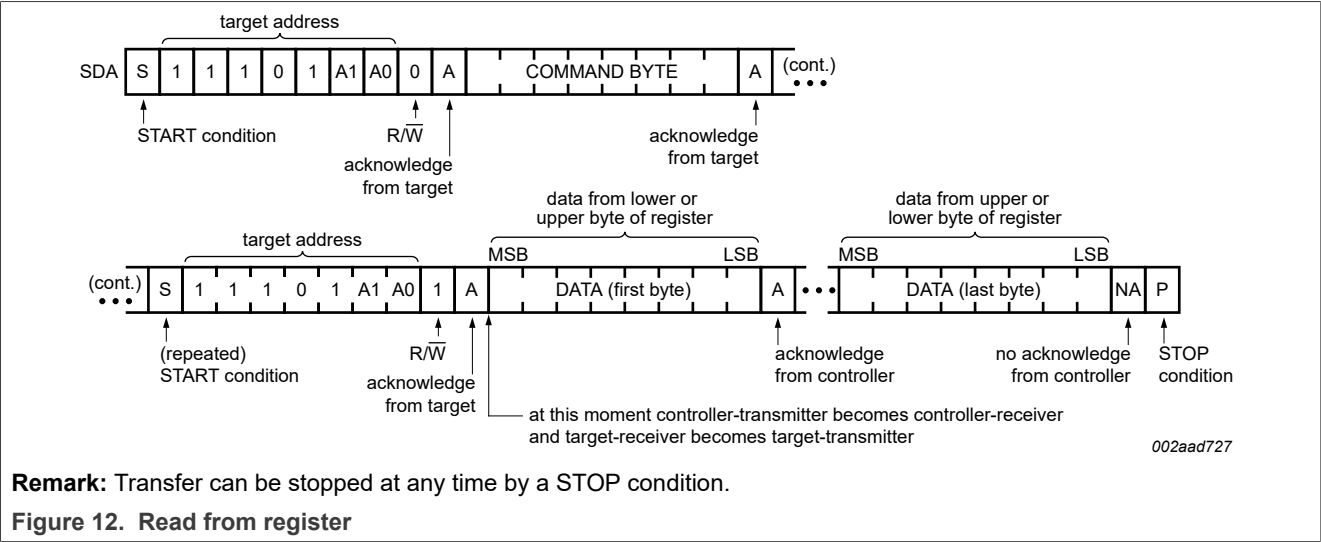 target address
SDA S 1 1 1 0 1 A1 A0 0 A COMMAND BYTE A (cont.)
START condition
R/W̅
acknowledge
from target
acknowledge
from target
data from lower or
upper byte of register
data from upper or
lower byte of register
target address
MSB LSB MSB LSB
(cont.) S 1 1 1 0 1 A1 A0 1 A DATA (first byte) A DATA (last byte) NA P
(repeated)
START condition
R/W̅
acknowledge
from target
acknowledge
from controller
no acknowledge
from controller
STOP
condition
at this moment controller-transmitter becomes controller-receiver
and target-receiver becomes target-transmitter
002aad727
Remark: Transfer can be stopped at any time by a STOP condition.
Figure 12. Read from register